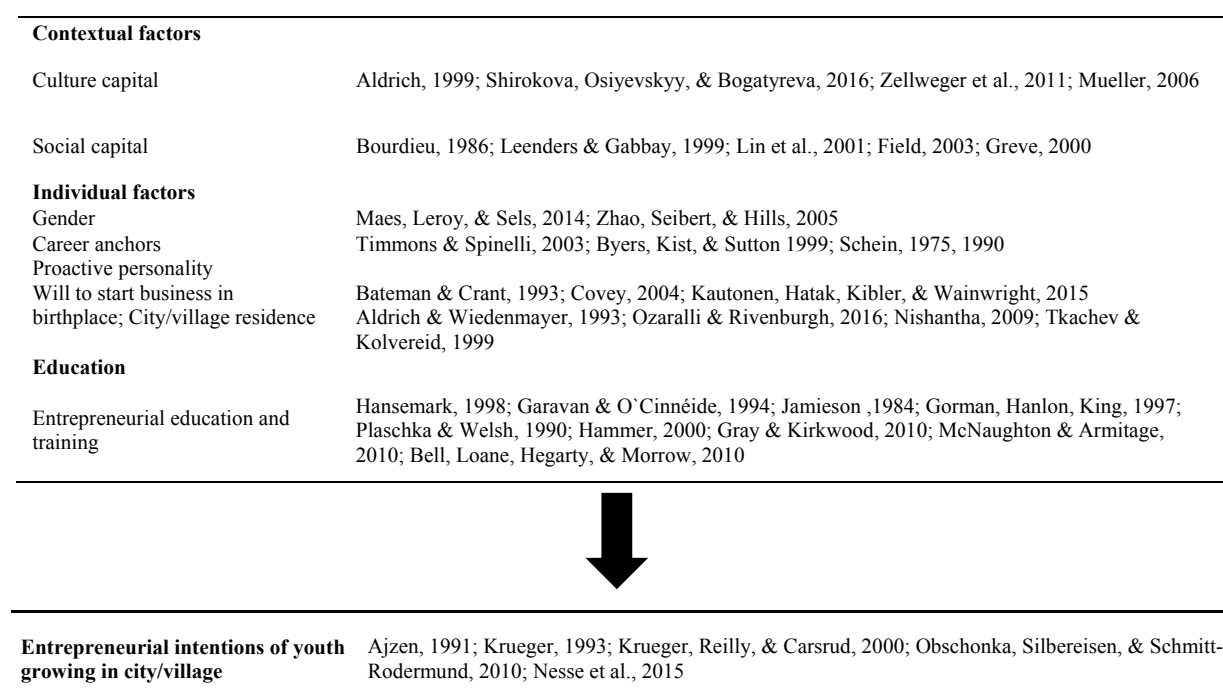 Contextual factors
Culture capital Aldrich, 1999; Shirokova, Osiyevskyy, & Bogatyreva, 2016; Zellweger et al., 2011; Mueller, 2006
Social capital Bourdieu, 1986; Leenders & Gabbay, 1999; Lin et al., 2001; Field, 2003; Greve, 2000
Individual factors
Gender Maes, Leroy, & Sels, 2014; Zhao, Seibert, & Hills, 2005
Career anchors Timmons & Spinelli, 2003; Byers, Kist, & Sutton 1999; Schein, 1975, 1990
Proactive personality
Will to start business in Bateman & Crant, 1993; Covey, 2004; Kautonen, Hatak, Kibler, & Wainwright, 2015
birthplace; City/village residence Aldrich & Wiedenmayer, 1993; Ozaralli & Rivenburgh, 2016; Nishantha, 2009; Tkachev &
Kolvereid, 1999
Education
Entrepreneurial education and
training
Hansemark, 1998; Garavan & O`Cinnéide, 1994; Jamieson ,1984; Gorman, Hanlon, King, 1997;
Plaschka & Welsh, 1990; Hammer, 2000; Gray & Kirkwood, 2010; McNaughton & Armitage,
2010; Bell, Loane, Hegarty, & Morrow, 2010
Entrepreneurial intentions of youth Ajzen, 1991; Krueger, 1993; Krueger, Reilly, & Carsrud, 2000; Obschonka, Silbereisen, & Schmitt-
growing in city/village Rodermund, 2010; Nesse et al., 2015